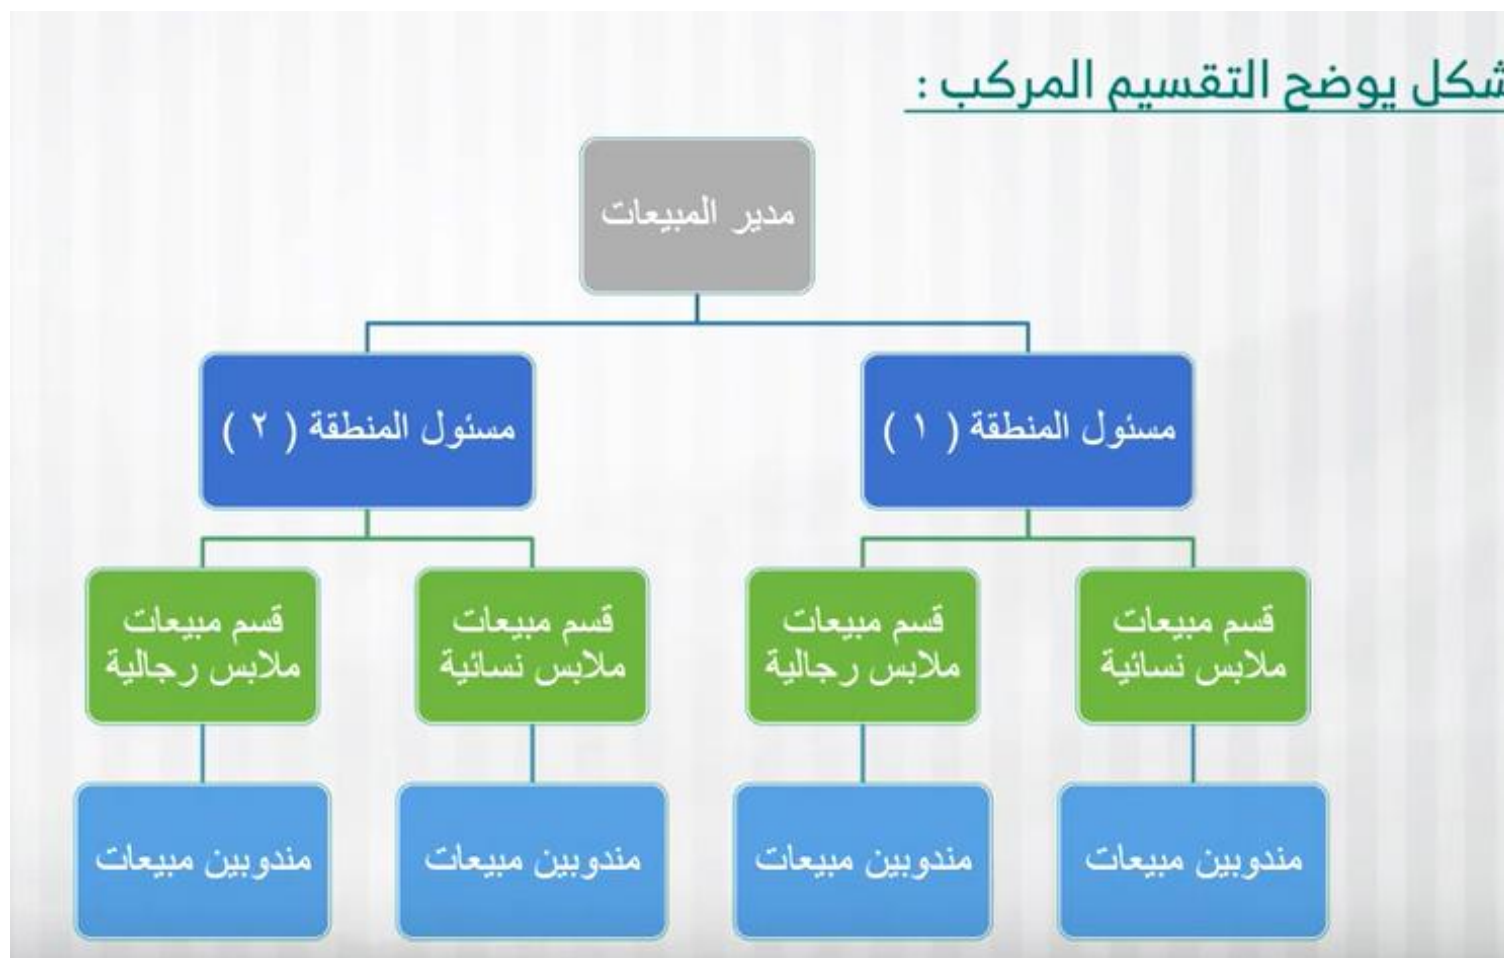 شكل يوضح التقسيم المركب :
مدير المبيعات
مسئول المنطقة ( ١ )
مسئول المنطقة ( ٢ )
قسم مبيعات
ملابس نسائية
قسم مبيعات
ملابس رجالية
قسم مبيعات
ملابس نسائية
قسم مبيعات
ملابس رجالية
مندوبين مبيعات
مندوبين مبيعات
مندوبين مبيعات
مندوبين مبيعات